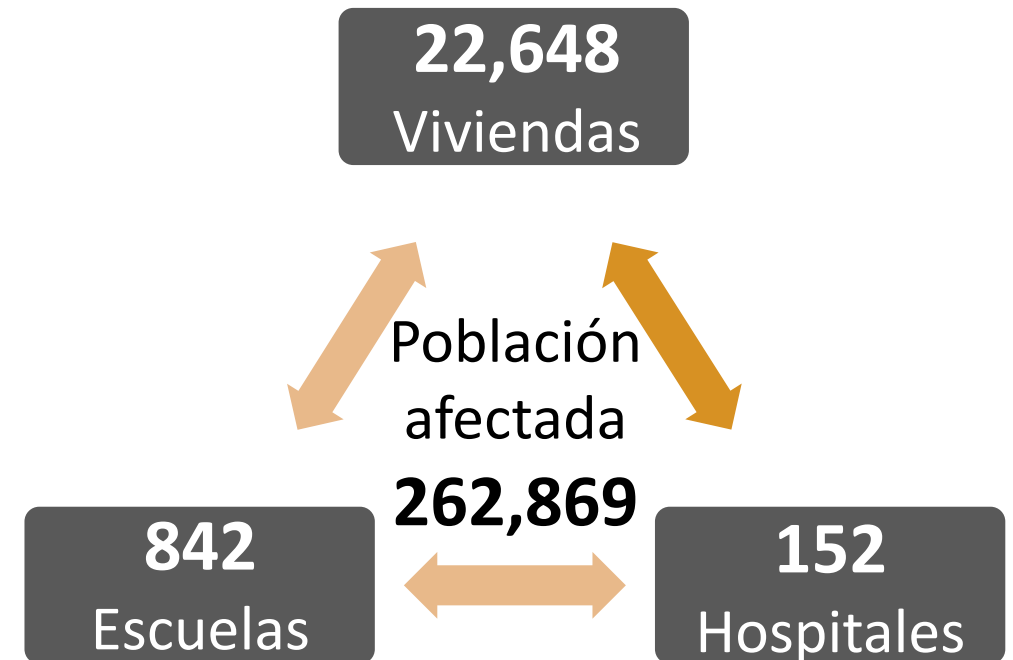 22,648
Viviendas
Población
afectada
262,869
842
Escuelas
152
Hospitales